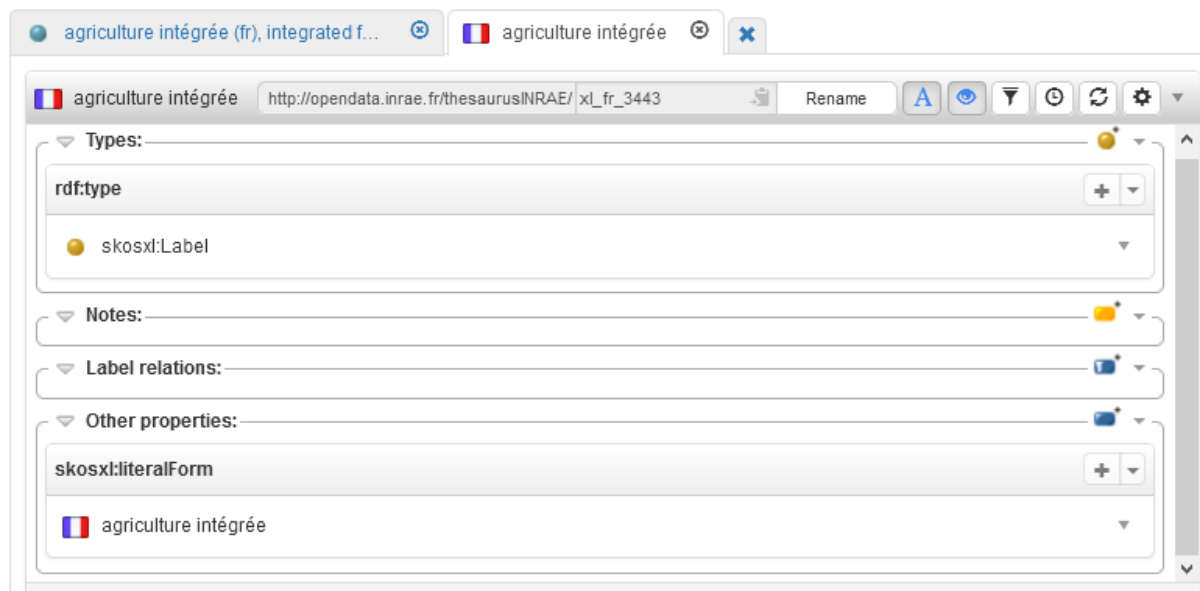 agriculture intégrée (fr), integrated f...
agriculture intégrée
agriculture intégrée
http://opendata.inrae.fr/thesaurusINRAE/ xl_fr_3443
Rename
A
Types:
rdf:type
skosxl:Label
Notes:
Label relations:
Other properties:
skosxl:literalForm
agriculture intégrée